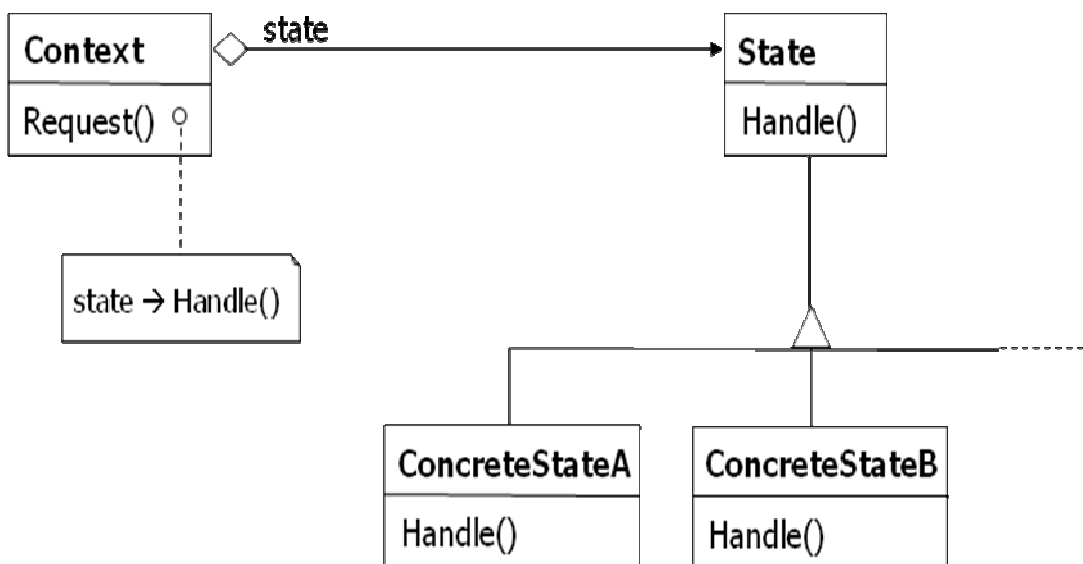 Context
state
State
Request()
Handle()
state → Handle()
ConcreteStateA
ConcreteStateB
Handle()
Handle()